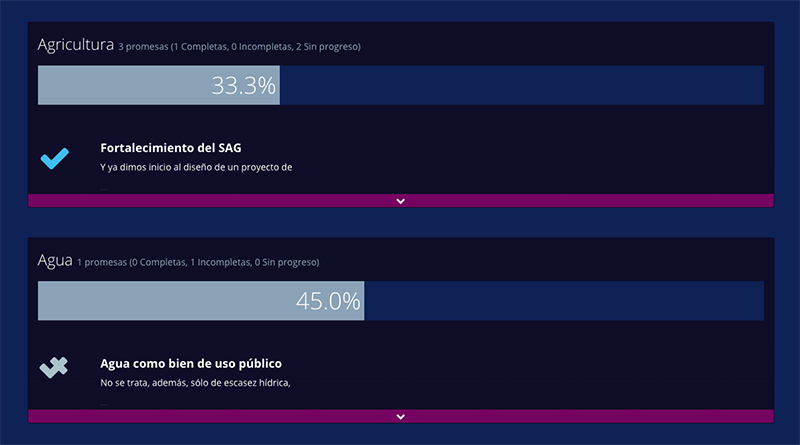 Agricultura 3 promesas (1 Completas, 0 Incompletas, 2 Sin progreso)
33.3%
Fortalecimiento del SAG
Y ya dimos inicio al diseño de un proyecto de
...
Agua 1 promesas (0 Completas, 1 Incompletas, 0 Sin progreso)
45.0%
Agua como bien de uso público
No se trata, además, sólo de escasez hídrica,
...